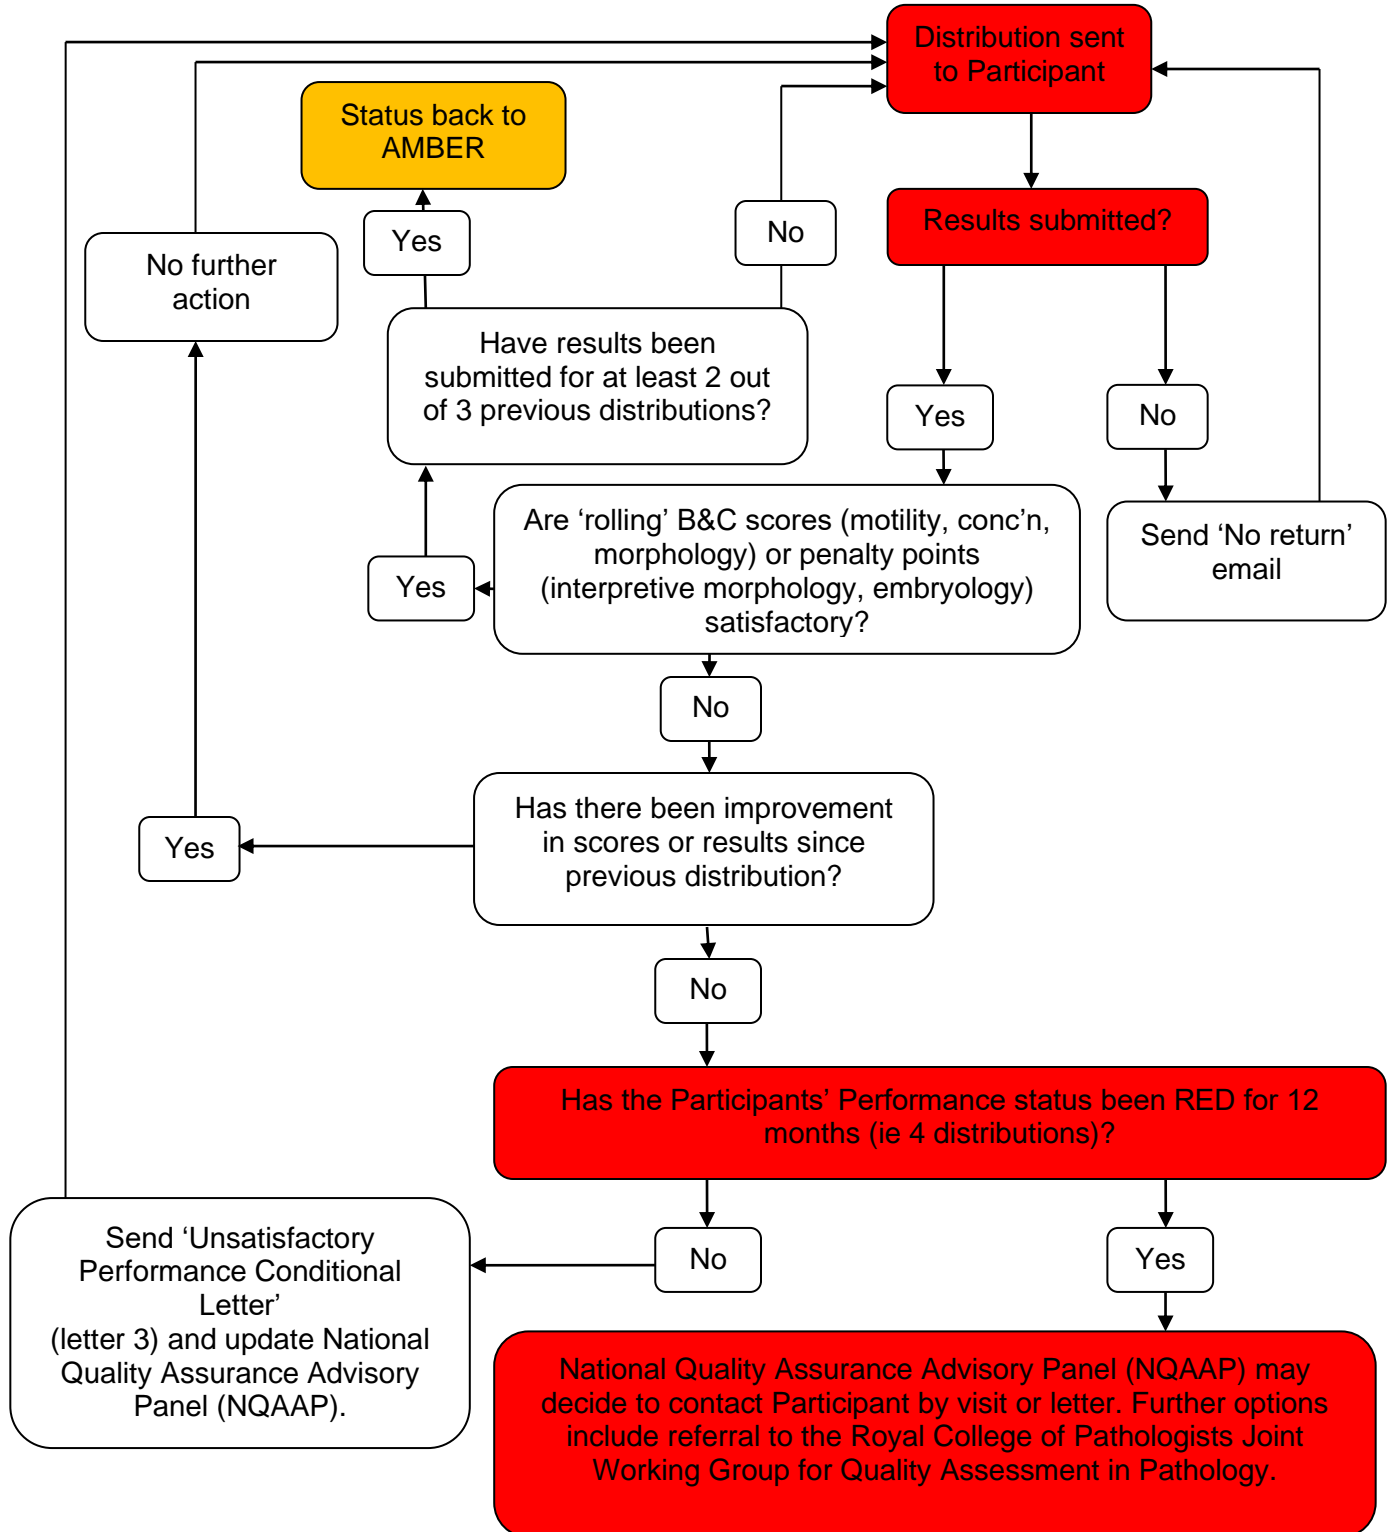 Distribution sent
to Participant
Status back to
AMBER
Results submitted?
Yes
No
No further
action
Have results been
submitted for at least 2 out
of 3 previous distributions?
Yes
No
Are ‘rolling’ B&C scores (motility, conc’n,
morphology) or penalty points
(interpretive morphology, embryology)
satisfactory?
Send ‘No return’
email
Yes
No
Has there been improvement
in scores or results since
previous distribution?
Yes
No
Has the Participants’ Performance status been RED for 12
months (ie 4 distributions)?
Send ‘Unsatisfactory
Performance Conditional
Letter’
(letter 3) and update National
Quality Assurance Advisory
Panel (NQAAP).
No
Yes
National Quality Assurance Advisory Panel (NQAAP) may
decide to contact Participant by visit or letter. Further options
include referral to the Royal College of Pathologists Joint
Working Group for Quality Assessment in Pathology.